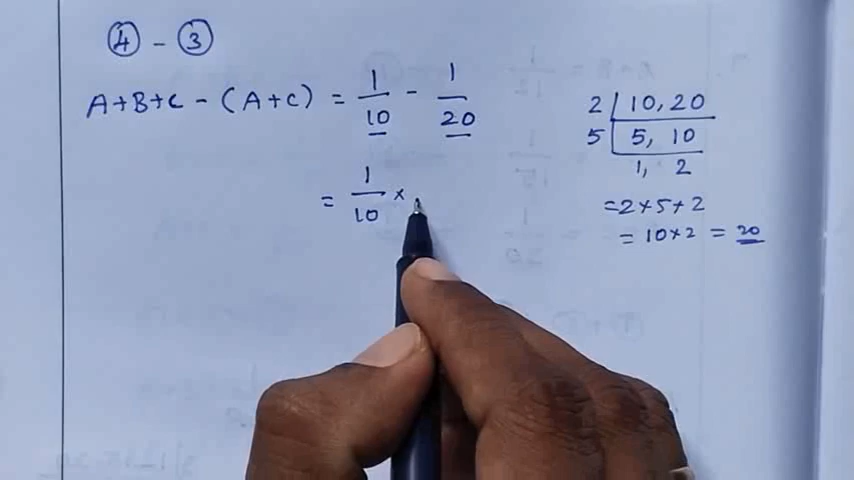 ④ - ③
A+B+C - (A+C) = 1/10 - 1/20
= 1/10 ×
2 | 10, 20
5 | 5, 10
1, 2
= 2×5×2
= 10×2 = 20